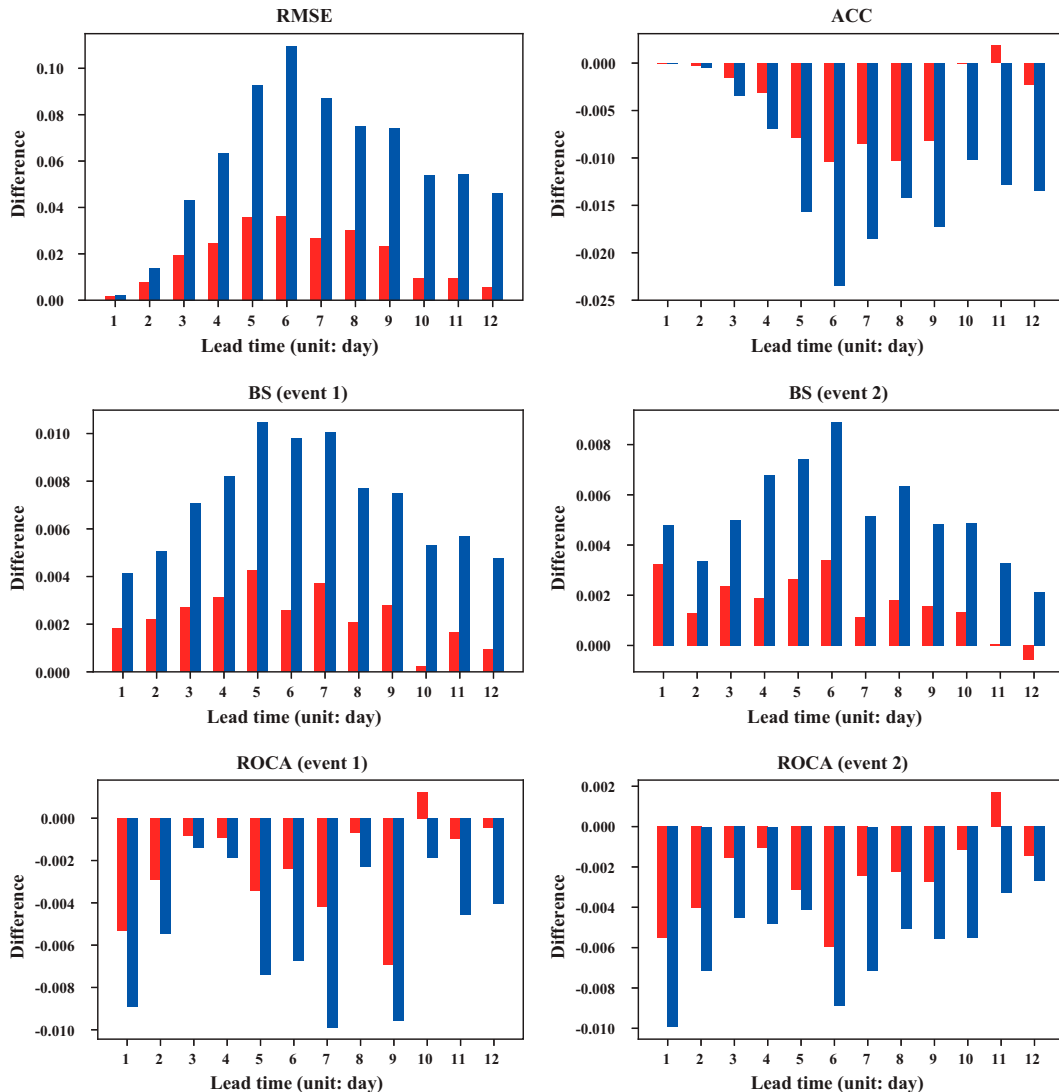 RMSE
0.10
0.08
0.06
0.04
0.02
0.00
Difference
1 2 3 4 5 6 7 8 9 10 11 12
Lead time (unit: day)
ACC
0.000
-0.005
-0.010
-0.015
-0.020
-0.025
Difference
1 2 3 4 5 6 7 8 9 10 11 12
Lead time (unit: day)
BS (event 1)
0.010
0.008
0.006
0.004
0.002
0.000
Difference
1 2 3 4 5 6 7 8 9 10 11 12
Lead time (unit: day)
BS (event 2)
0.008
0.006
0.004
0.002
0.000
Difference
1 2 3 4 5 6 7 8 9 10 11 12
Lead time (unit: day)
ROCA (event 1)
0.000
-0.002
-0.004
-0.006
-0.008
-0.010
Difference
1 2 3 4 5 6 7 8 9 10 11 12
Lead time (unit: day)
ROCA (event 2)
0.002
0.000
-0.002
-0.004
-0.006
-0.008
-0.010
Difference
1 2 3 4 5 6 7 8 9 10 11 12
Lead time (unit: day)